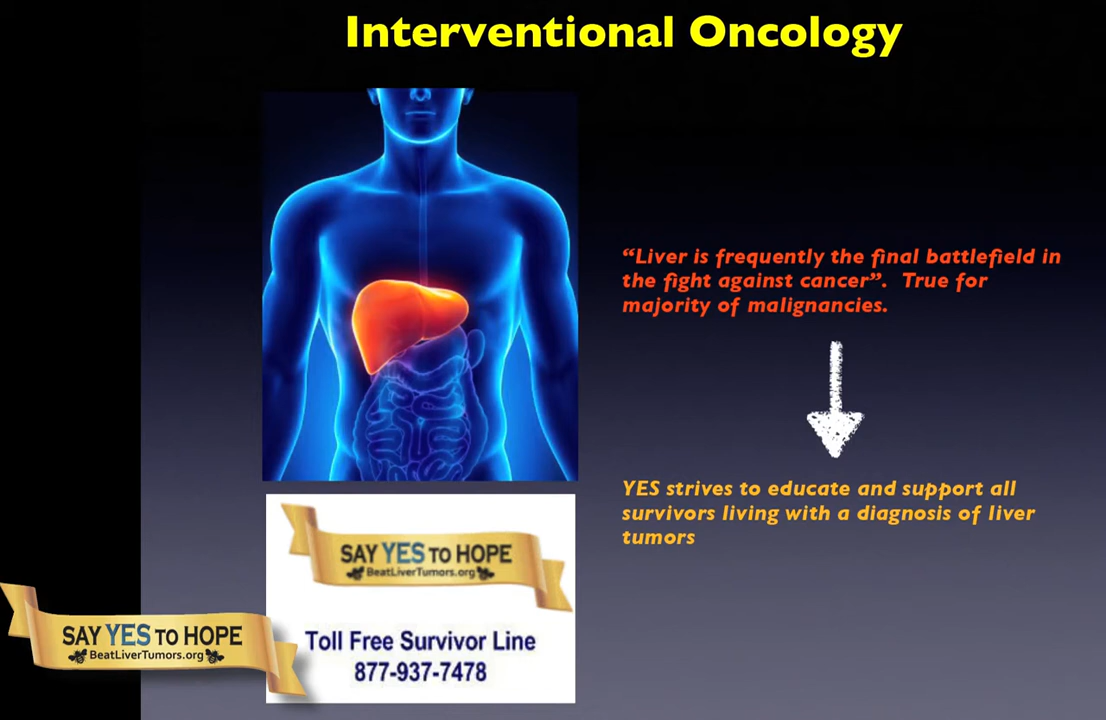 Interventional Oncology
“Liver is frequently the final battlefield in
the fight against cancer”.  True for
majority of malignancies.
YES strives to educate and support all
survivors living with a diagnosis of liver
tumors
SAY YES TO HOPE
BeatLiverTumors.org
Toll Free Survivor Line
877-937-7478
SAY YES TO HOPE
BeatLiverTumors.org